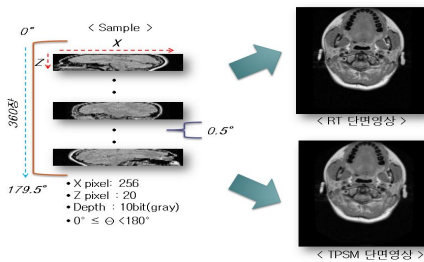 < Sample >
0°
X
Z
360장
0.5°
179.5°
• X pixel: 256
• Z pixel : 20
• Depth : 10bit(gray)
• 0° ≤ Θ <180°
< RT 단면영상 >
< TPSM 단면영상 >